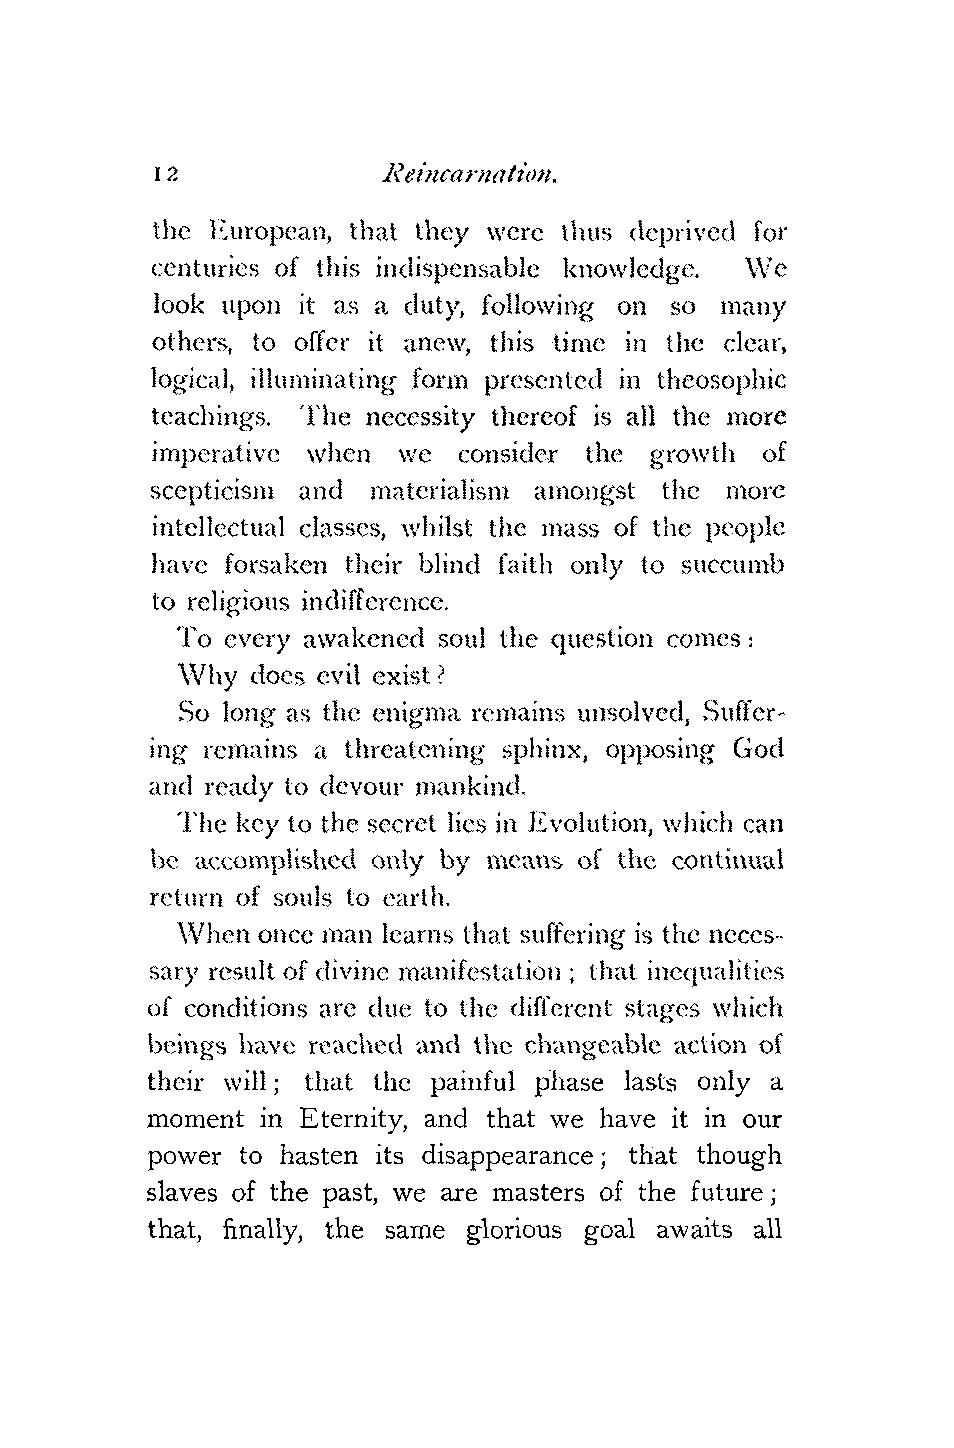 12 Reincarnation.
the European, that they were thus deprived for
centuries of this indispensable knowledge. We
look upon it as a duty, following on so many
others, to offer it anew, this time in the clear,
logical, illuminating form presented in theosophic
teachings. The necessity thereof is all the more
imperative when we consider the growth of
scepticism and materialism amongst the more
intellectual classes, whilst the mass of the people
have forsaken their blind faith only to succumb
to religious indifference.
To every awakened soul the question comes:
Why does evil exist?
So long as the enigma remains unsolved, Suffer-
ing remains a threatening sphinx, opposing God
and ready to devour mankind.
The key to the secret lies in Evolution, which can
be accomplished only by means of the continual
return of souls to earth.
When once man learns that suffering is the neces-
sary result of divine manifestation; that inequalities
of conditions are due to the different stages which
beings have reached and the changeable action of
their will; that the painful phase lasts only a
moment in Eternity, and that we have it in our
power to hasten its disappearance; that though
slaves of the past, we are masters of the future;
that, finally, the same glorious goal awaits all